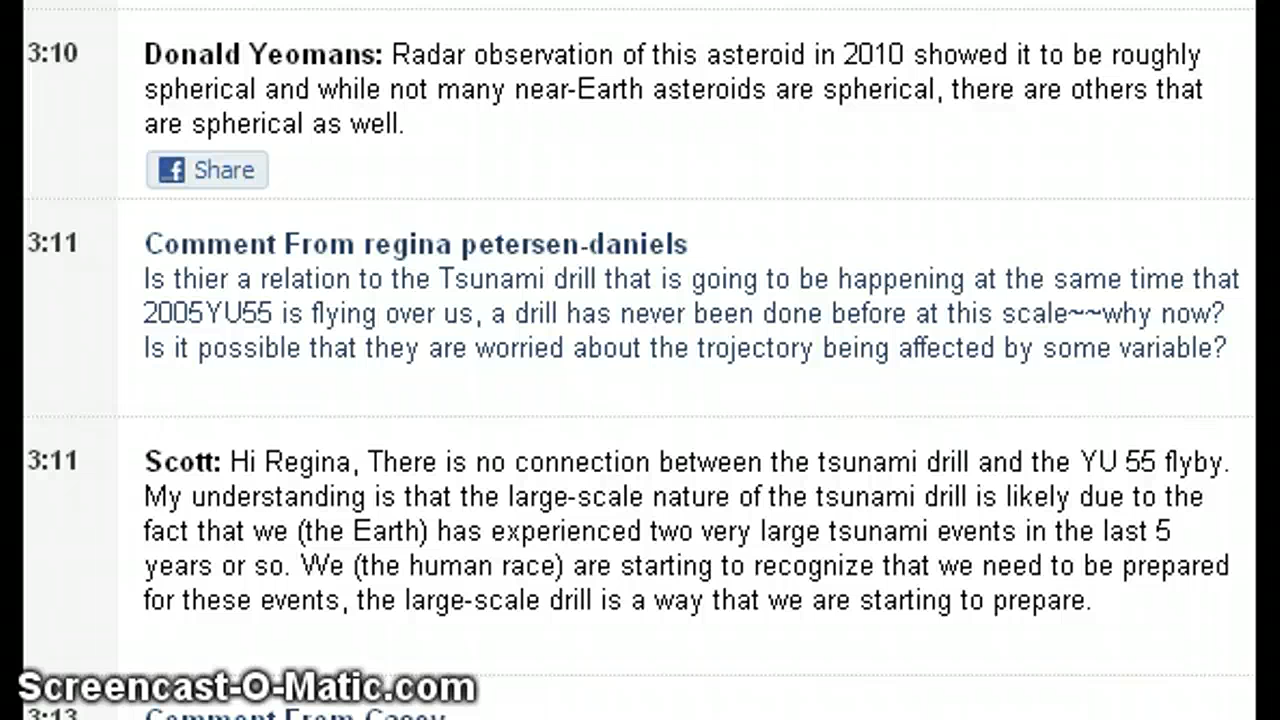 3:10 Donald Yeomans: Radar observation of this asteroid in 2010 showed it to be roughly
spherical and while not many near-Earth asteroids are spherical, there are others that
are spherical as well.
Share
3:11 Comment From regina petersen-daniels
Is thier a relation to the Tsunami drill that is going to be happening at the same time that
2005YU55 is flying over us, a drill has never been done before at this scale~~why now?
Is it possible that they are worried about the trajectory being affected by some variable?
3:11 Scott: Hi Regina, There is no connection between the tsunami drill and the YU 55 flyby.
My understanding is that the large-scale nature of the tsunami drill is likely due to the
fact that we (the Earth) has experienced two very large tsunami events in the last 5
years or so. We (the human race) are starting to recognize that we need to be prepared
for these events, the large-scale drill is a way that we are starting to prepare.
Screencast-O-Matic.com
3:13 Comment From Casey